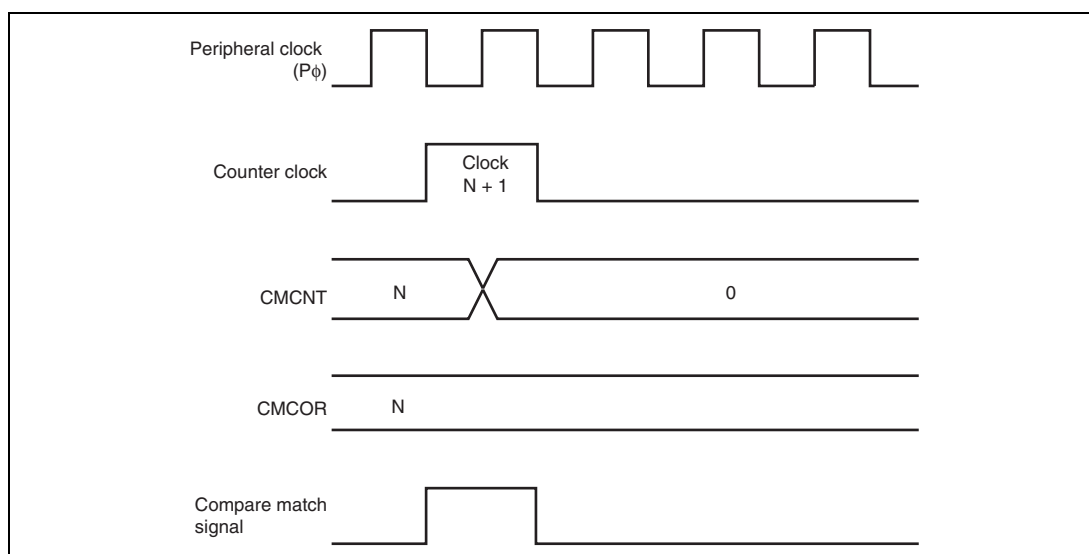 Peripheral clock
(Pϕ)
Counter clock
Clock
N + 1
CMCNT
N
0
CMCOR
N
Compare match
signal